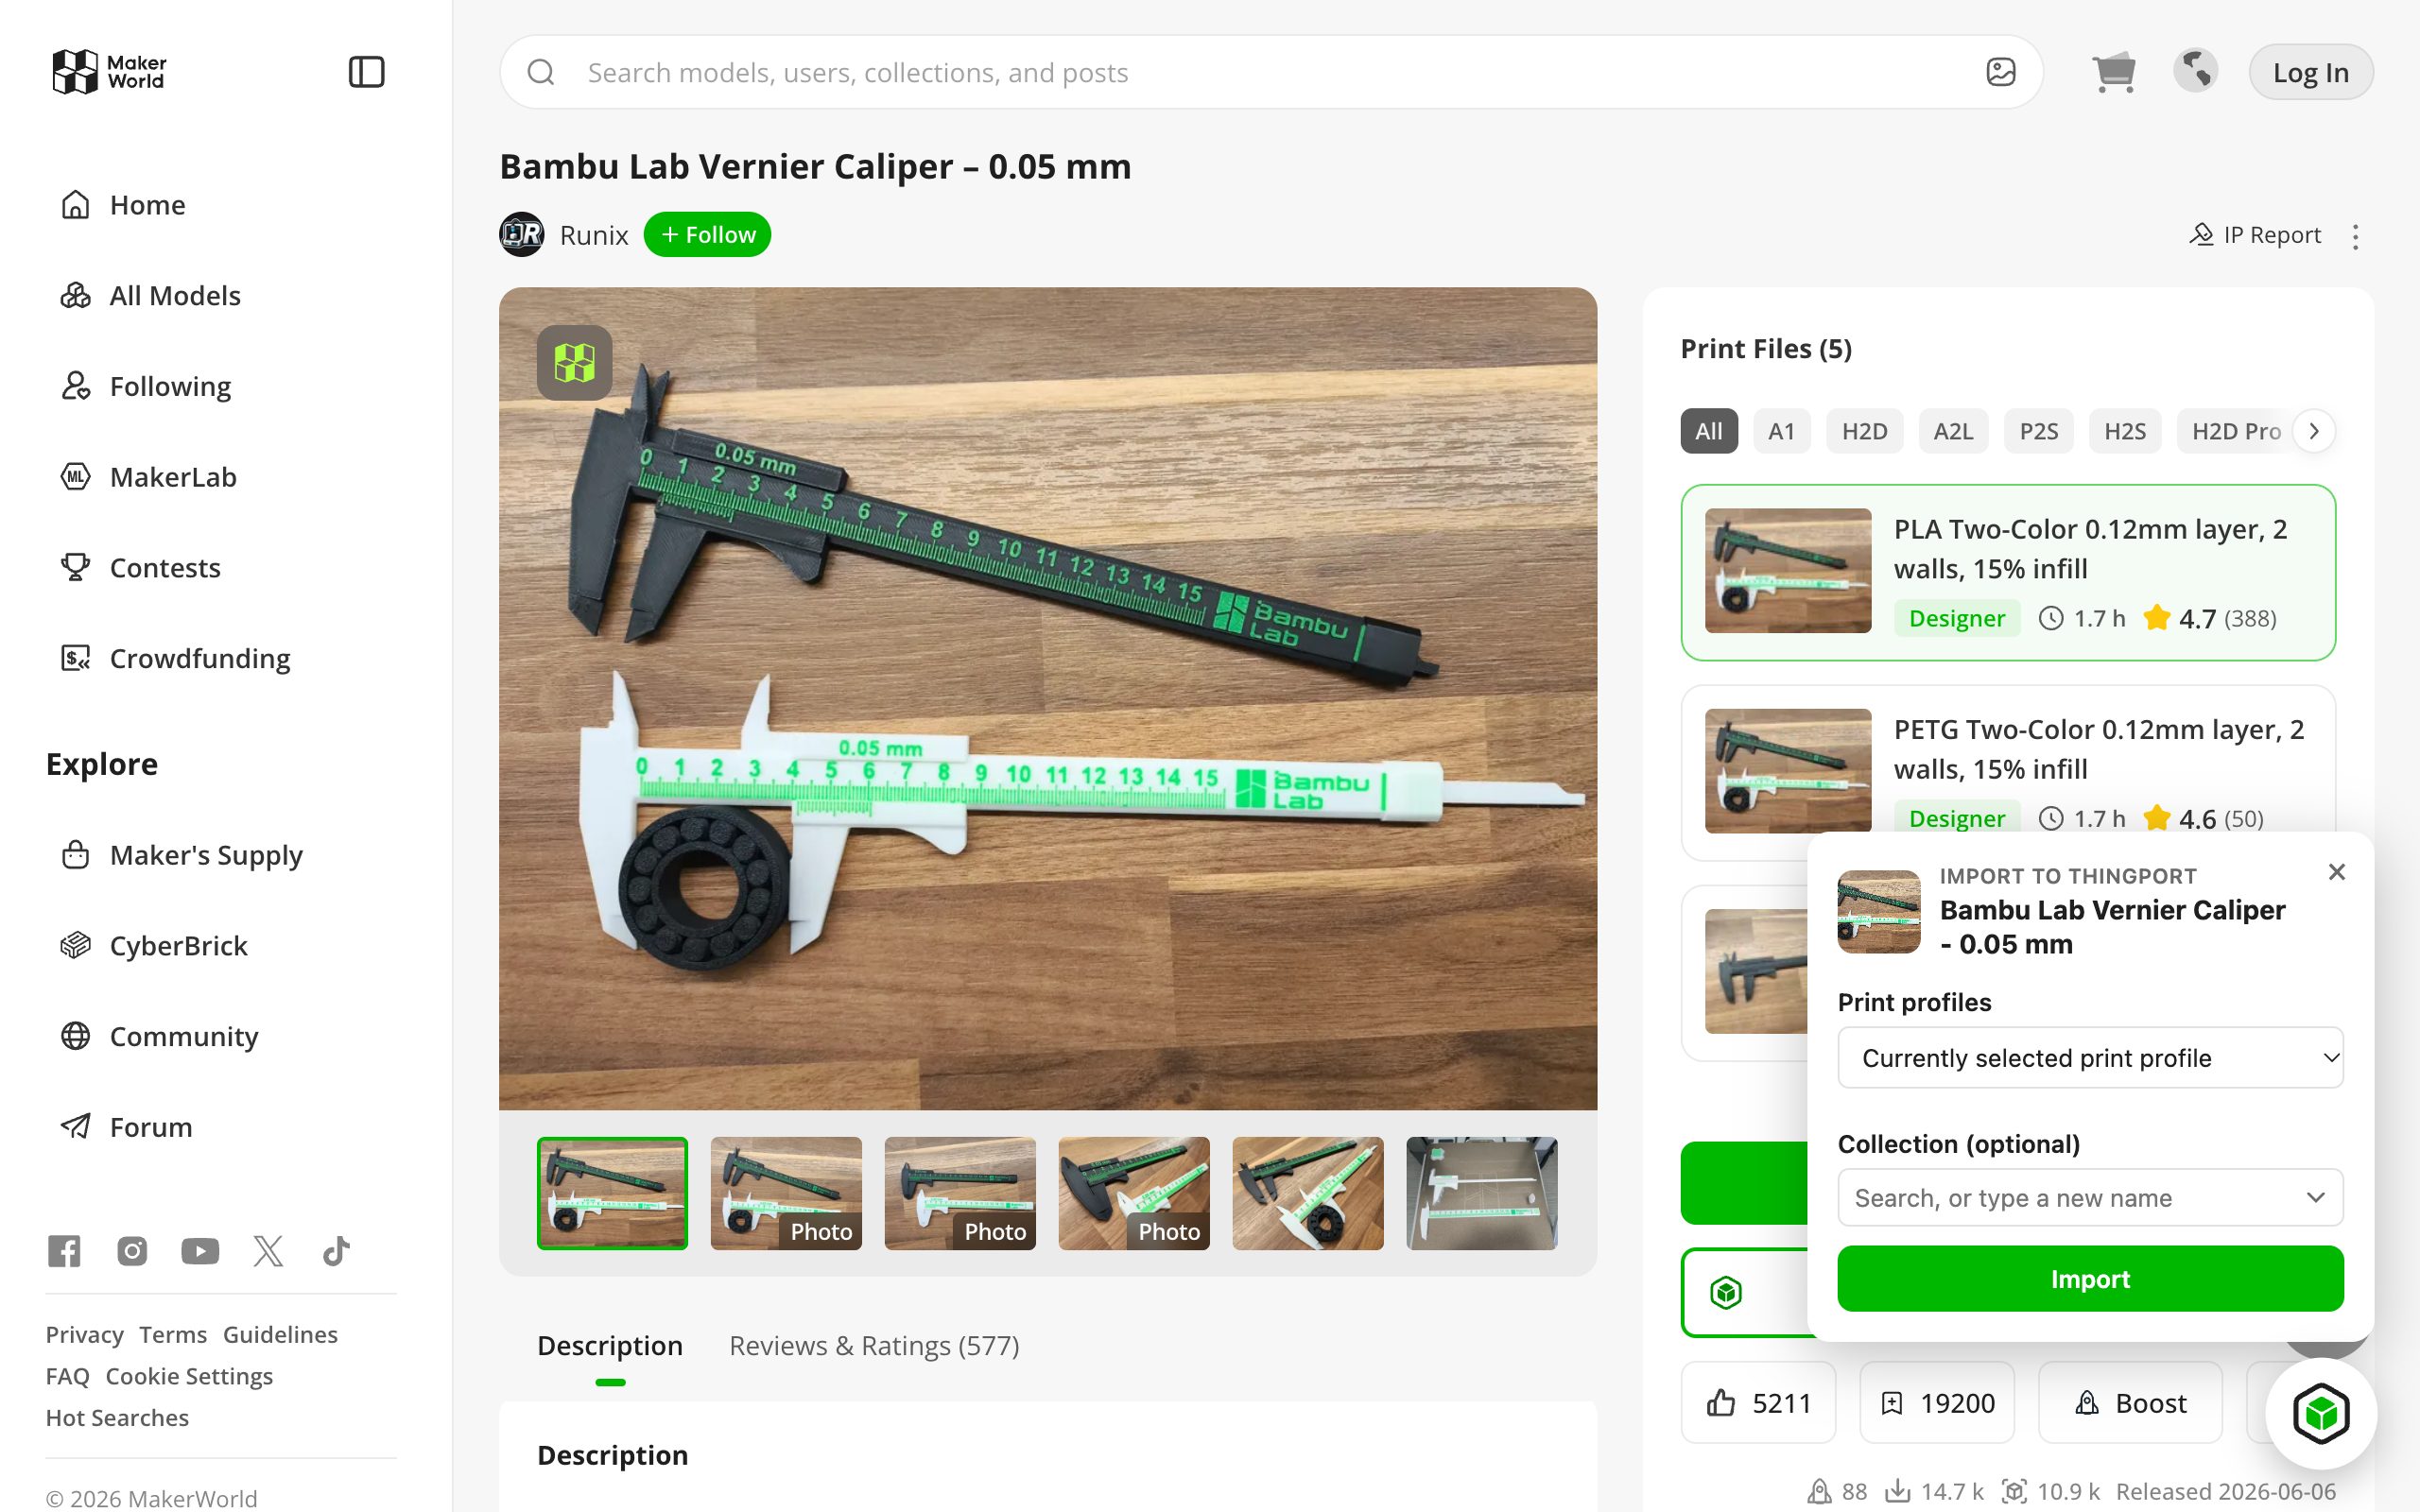 Maker
World
Search models, users, collections, and posts
Log In
Home
All Models
Following
ML
MakerLab
Contests
Crowdfunding
Explore
Maker's Supply
CyberBrick
Community
Forum
Privacy Terms Guidelines
FAQ Cookie Settings
Hot Searches
© 2026 MakerWorld
Bambu Lab Vernier Caliper – 0.05 mm
R
Runix
+ Follow
IP Report
0.05 mm
0 1 2 3 4 5 6 7 8 9 10 11 12 13 14 15
Bambu
Lab
0.05 mm
0 1 2 3 4 5 6 7 8 9 10 11 12 13 14 15
Bambu
Lab
Photo
Photo
Photo
Description
Reviews & Ratings (577)
Description
Print Files (5)
All A1 H2D A2L P2S H2S H2D Pro
PLA Two-Color 0.12mm layer, 2
walls, 15% infill
Designer 1.7 h 4.7 (388)
PETG Two-Color 0.12mm layer, 2
walls, 15% infill
Designer 1.7 h 4.6 (50)
IMPORT TO THINGPORT
Bambu Lab Vernier Caliper
- 0.05 mm
Print profiles
Currently selected print profile
Collection (optional)
Search, or type a new name
Import
5211
19200
Boost
88 14.7 k 10.9 k Released 2026-06-06